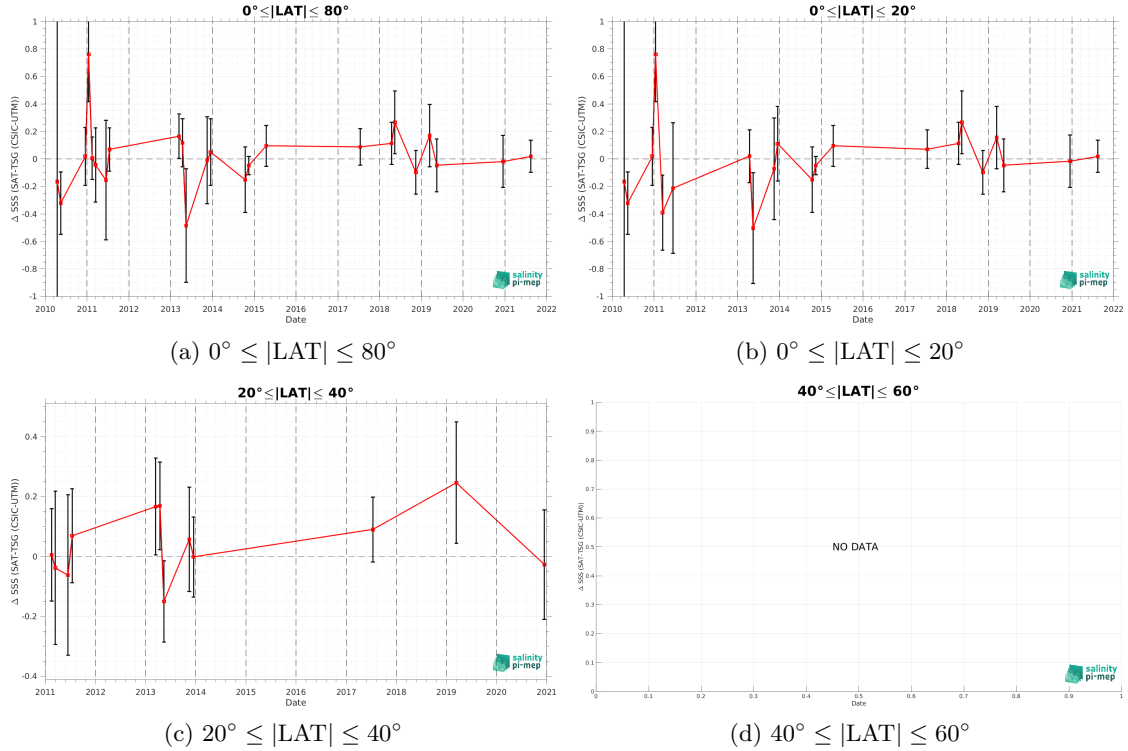 0°≤|LAT|≤ 80°
Δ SSS (SAT-TSG (CSIC-UTM))
1
0.8
0.6
0.4
0.2
0
-0.2
-0.4
-0.6
-0.8
-1
2010 2011 2012 2013 2014 2015 2016 2017 2018 2019 2020 2021 2022
Date
salinity
pi-mep
(a) 0° ≤ |LAT| ≤ 80°
0°≤|LAT|≤ 20°
Δ SSS (SAT-TSG (CSIC-UTM))
1
0.8
0.6
0.4
0.2
0
-0.2
-0.4
-0.6
-0.8
-1
2010 2011 2012 2013 2014 2015 2016 2017 2018 2019 2020 2021 2022
Date
salinity
pi-mep
(b) 0° ≤ |LAT| ≤ 20°
20°≤|LAT|≤ 40°
Δ SSS (SAT-TSG (CSIC-UTM))
0.4
0.2
0
-0.2
-0.4
2011 2012 2013 2014 2015 2016 2017 2018 2019 2020 2021
Date
salinity
pi-mep
(c) 20° ≤ |LAT| ≤ 40°
40°≤|LAT|≤ 60°
Δ SSS (SAT-TSG (CSIC-UTM))
1
0.9
0.8
0.7
0.6
0.5
0.4
0.3
0.2
0.1
0
NO DATA
0 0.1 0.2 0.3 0.4 0.5 0.6 0.7 0.8 0.9 1
Date
salinity
pi-mep
(d) 40° ≤ |LAT| ≤ 60°